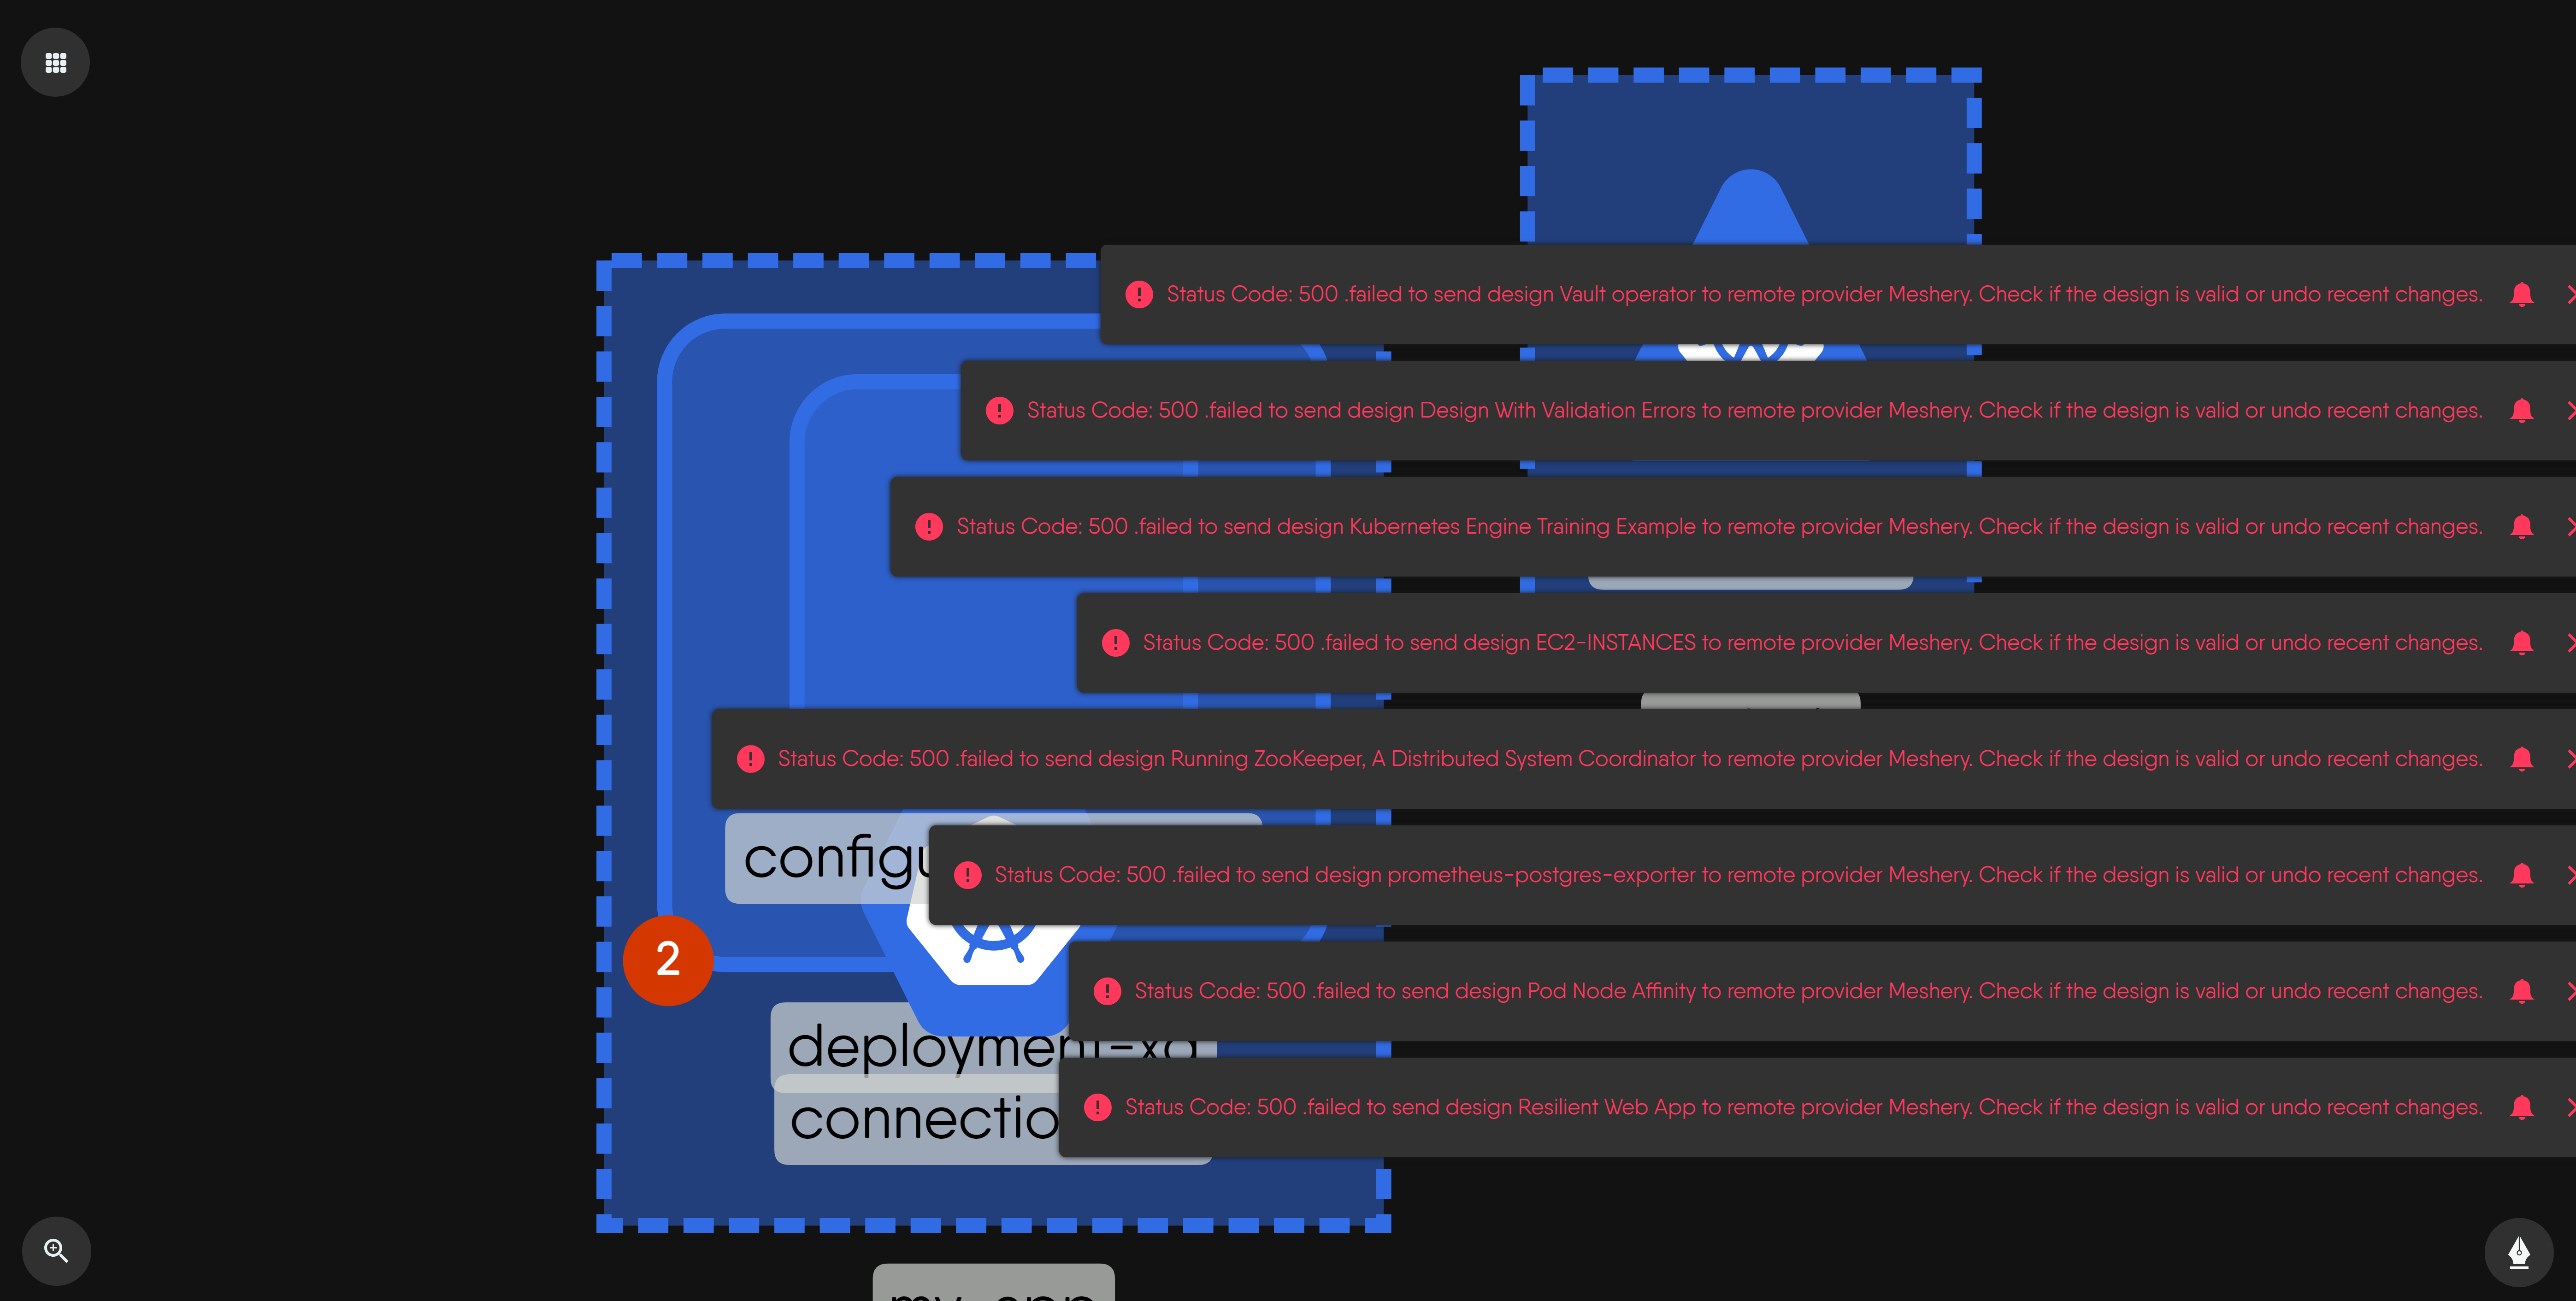 Status Code: 500 .failed to send design Vault operator to remote provider Meshery. Check if the design is valid or undo recent changes.
Status Code: 500 .failed to send design Design With Validation Errors to remote provider Meshery. Check if the design is valid or undo recent changes.
Status Code: 500 .failed to send design Kubernetes Engine Training Example to remote provider Meshery. Check if the design is valid or undo recent changes.
Status Code: 500 .failed to send design EC2-INSTANCES to remote provider Meshery. Check if the design is valid or undo recent changes.
Status Code: 500 .failed to send design Running ZooKeeper, A Distributed System Coordinator to remote provider Meshery. Check if the design is valid or undo recent changes.
configu
Status Code: 500 .failed to send design prometheus-postgres-exporter to remote provider Meshery. Check if the design is valid or undo recent changes.
2
Status Code: 500 .failed to send design Pod Node Affinity to remote provider Meshery. Check if the design is valid or undo recent changes.
deployment-xd
connectio
Status Code: 500 .failed to send design Resilient Web App to remote provider Meshery. Check if the design is valid or undo recent changes.